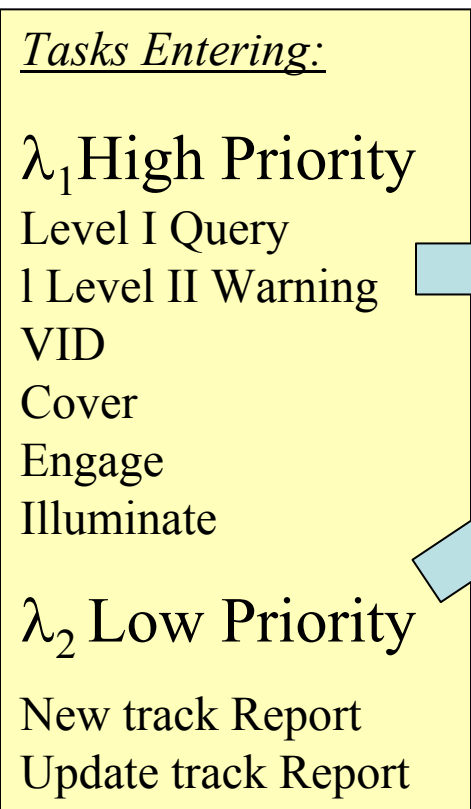 Tasks Entering:
λ₁High Priority
Level I Query
l Level II Warning
VID
Cover
Engage
Illuminate
λ₂ Low Priority
New track Report
Update track Report